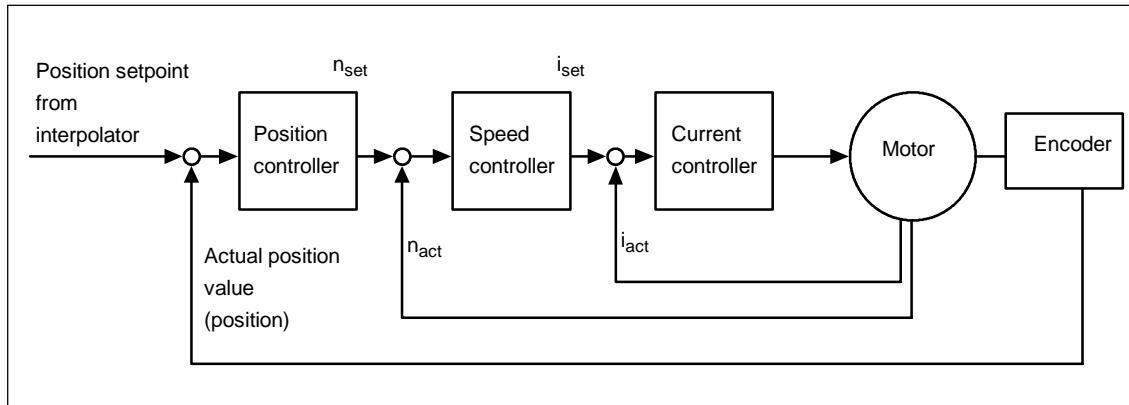 Position setpoint
from
interpolator
n_set
i_set
Position
controller
Speed
controller
Current
controller
Motor
Encoder
Actual position
value
(position)
n_act
i_act